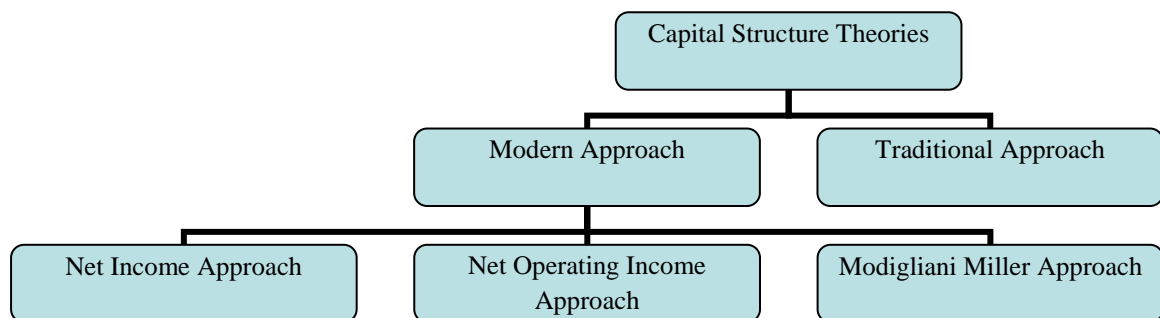 Capital Structure Theories
Modern Approach
Traditional Approach
Net Income Approach
Net Operating Income
Approach
Modigliani Miller Approach